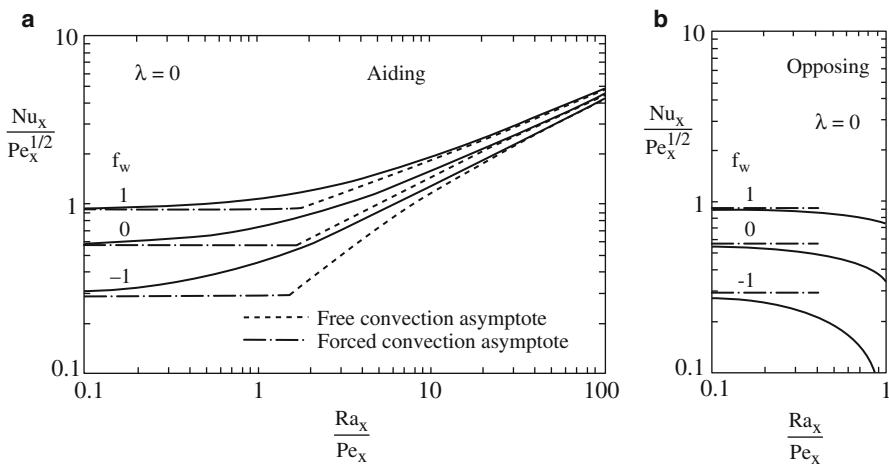 a
10
1
0.1
Nu_x
Pe_x^{1/2}
λ = 0
Aiding
f_w
1
0
–1
Free convection asymptote
Forced convection asymptote
0.1
1
10
100
Ra_x
Pe_x
b
10
1
0.1
Nu_x
Pe_x^{1/2}
Opposing
λ = 0
f_w
1
0
-1
0.1
1
Ra_x
Pe_x